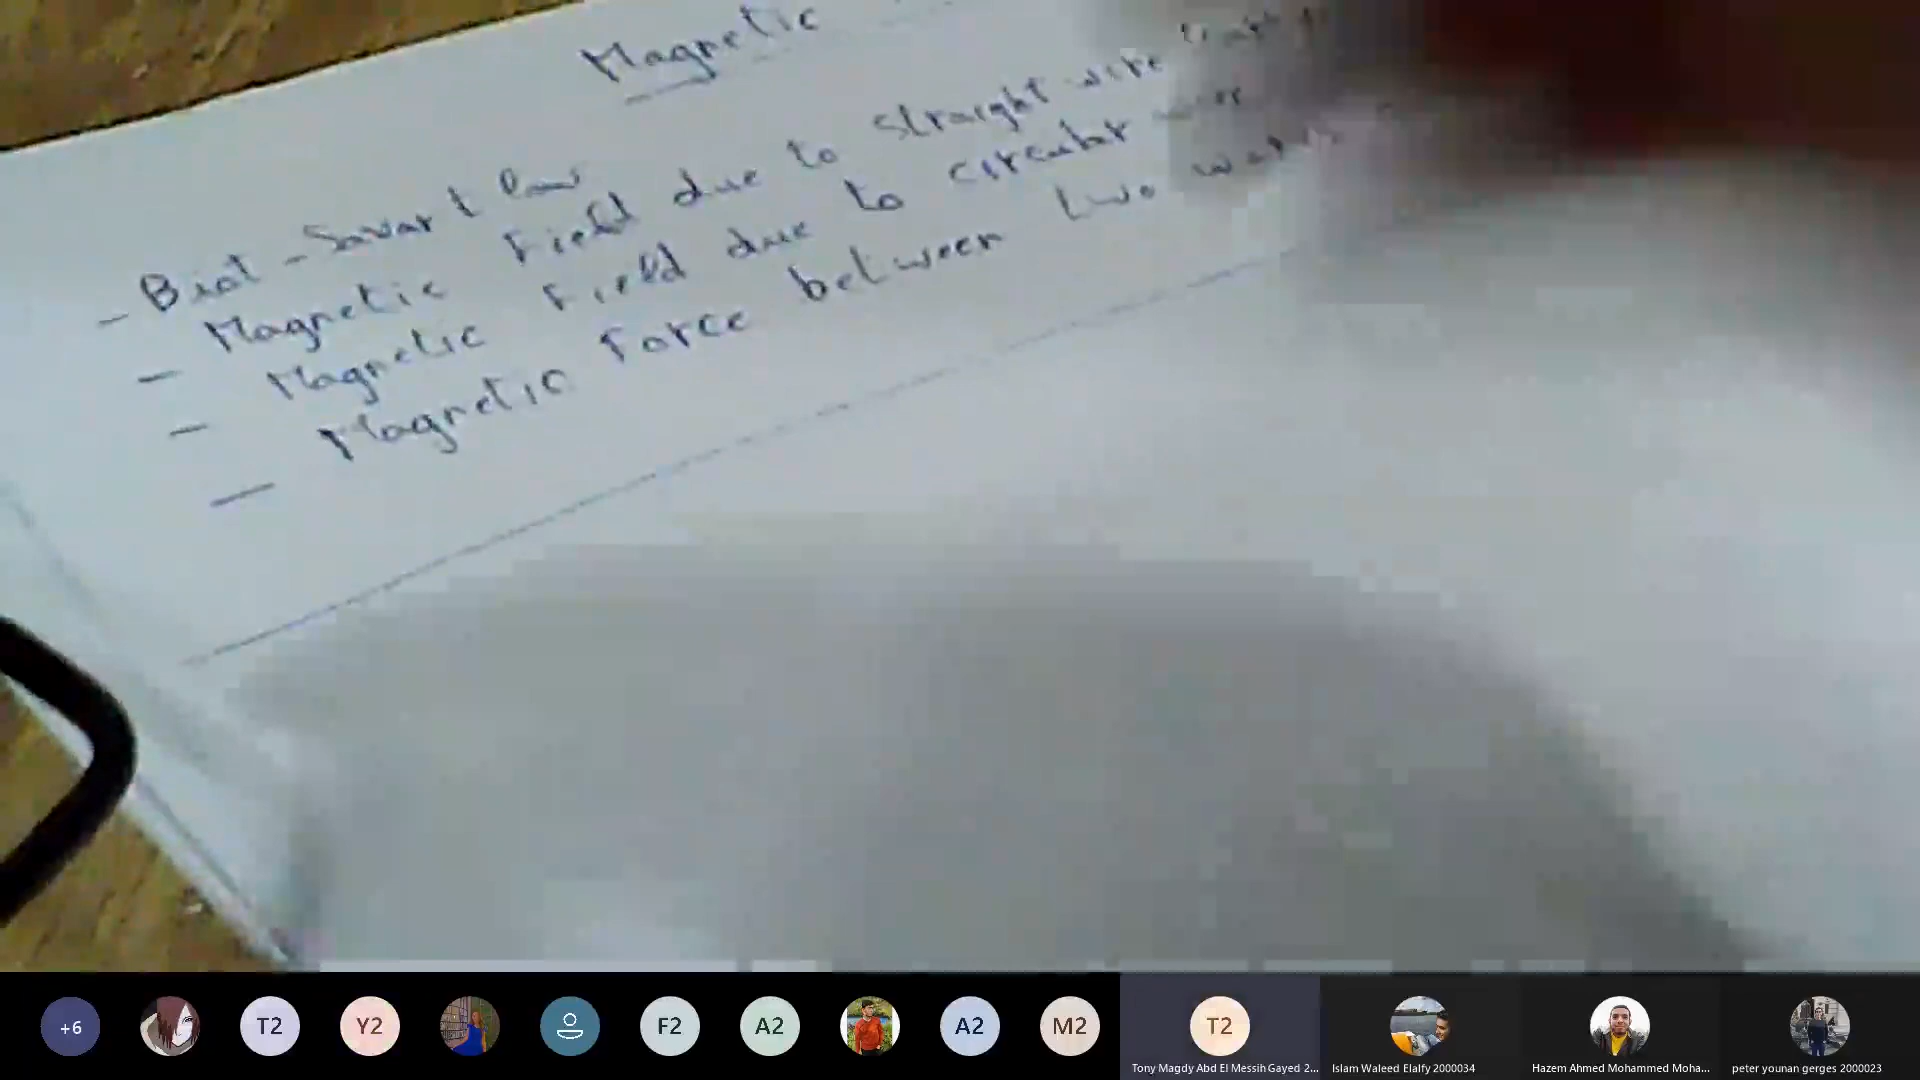 Magnetic
- Biot - Savart law
- Magnetic Field due to straight wire
- Magnetic Field due to circular
- Magnetic Force between two
+6
T2
Y2
F2
A2
A2
M2
T2
Tony Magdy Abd El Messih Gayed 2...
Islam Waleed Elalfy 2000034
Hazem Ahmed Mohammed Moha...
peter younan gerges 2000023